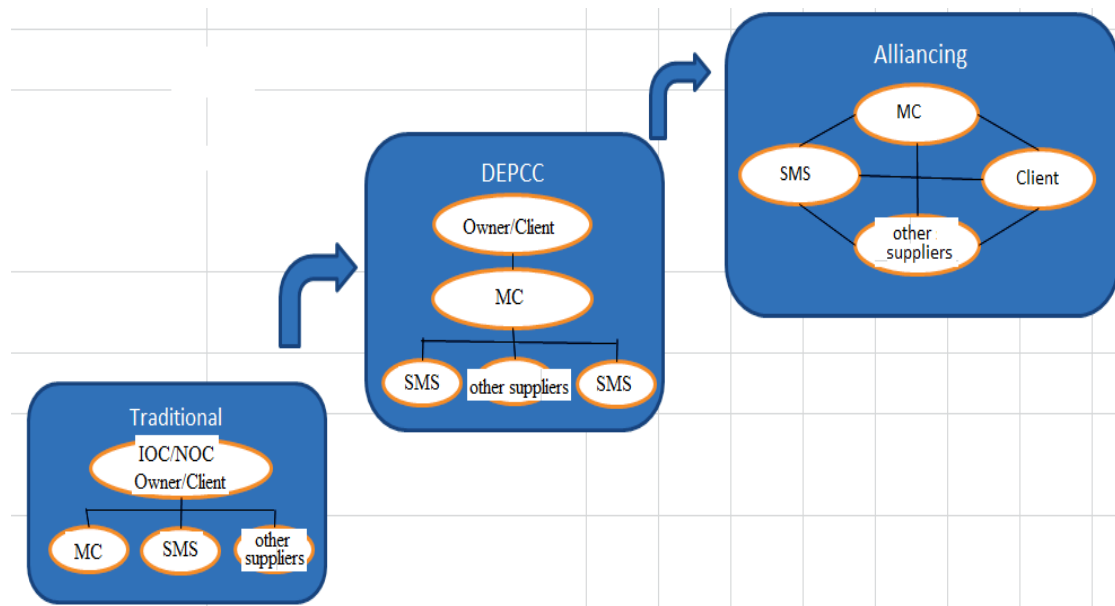 Traditional
IOC/NOC
Owner/Client
MC
SMS
other
suppliers
DEPCC
Owner/Client
MC
SMS
other suppliers
SMS
Alliancing
MC
SMS
Client
other
suppliers